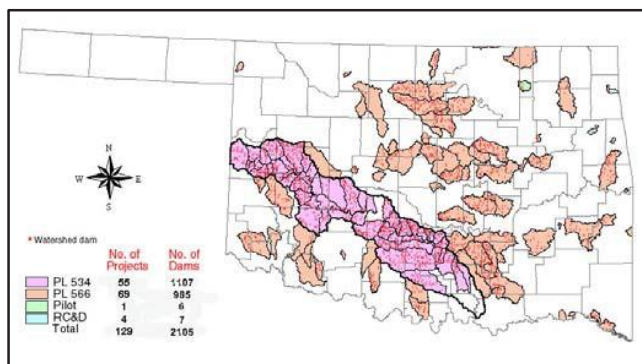 N
W E
S
* Watershed dam
No. of Projects No. of Dams
PL 534 55 1107
PL 566 69 985
Pilot 1 6
RC&D 4 7
Total 129 2105